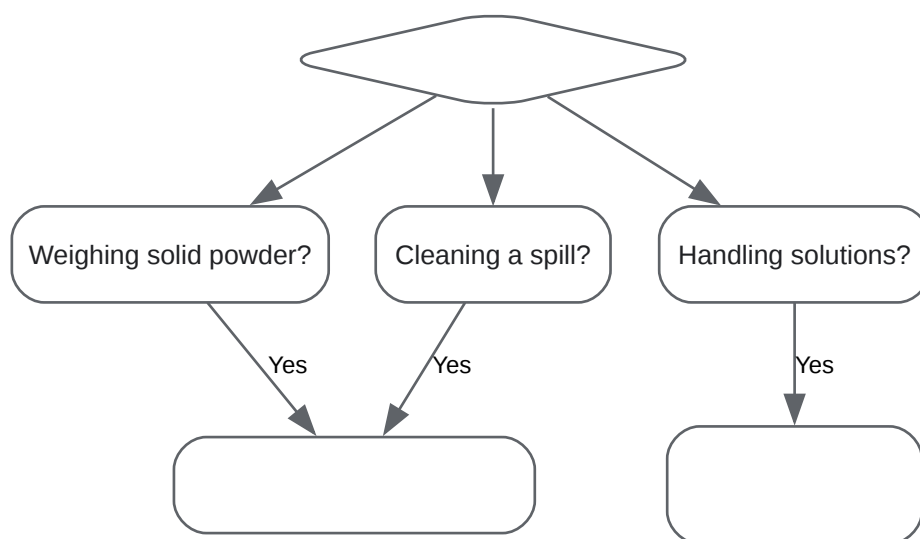 Weighing solid powder?
Cleaning a spill?
Handling solutions?
Yes
Yes
Yes